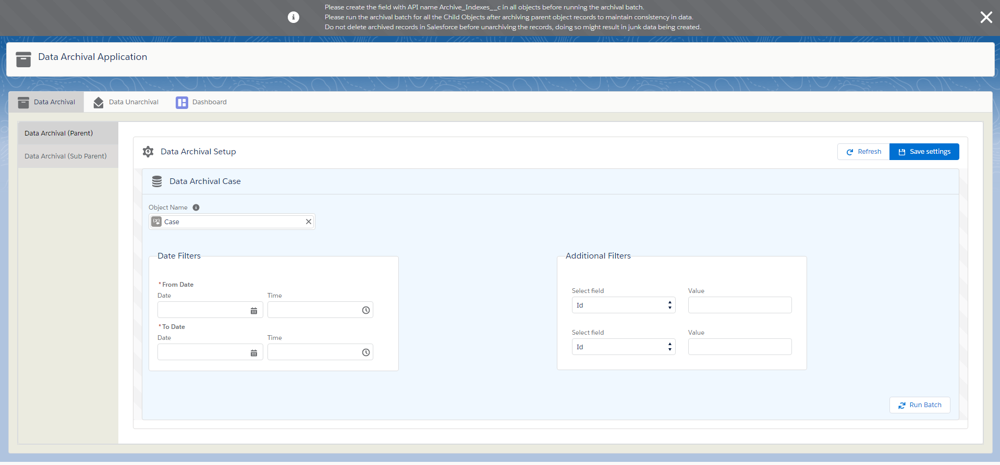 Please create the field with API name Archive_Indexes__c in all objects before running the archival batch.
Please run the archival batch for all the Child Objects after archiving parent object records to maintain consistency in data.
Do not delete archived records in Salesforce before unarchiving the records, doing so might result in junk data being created.
Data Archival Application
Data Archival
Data Unarchival
Dashboard
Data Archival (Parent)
Data Archival (Sub Parent)
Data Archival Setup
Refresh
Save settings
Data Archival Case
Object Name
Case
Date Filters
*From Date
Date
Time
*To Date
Date
Time
Additional Filters
Select field
Value
Id
Select field
Value
Id
Run Batch